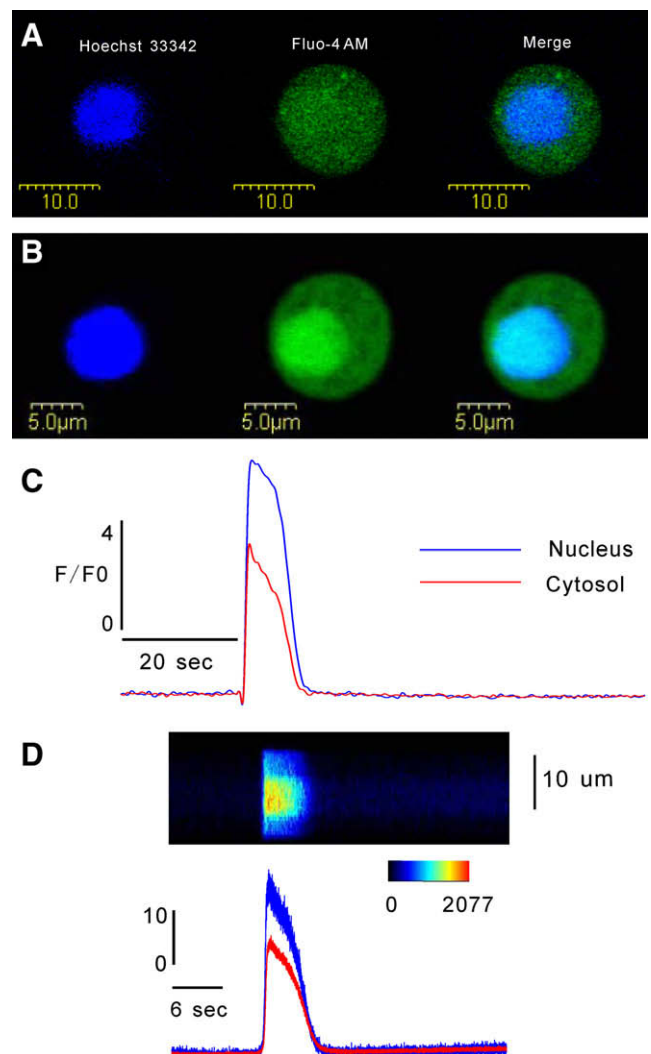 A
Hoechst 33342
Fluo-4 AM
Merge
10.0
10.0
10.0
B
5.0µm
5.0µm
5.0µm
C
4
F/F0
0
20 sec
Nucleus
Cytosol
D
10 um
0
2077
10
0
6 sec